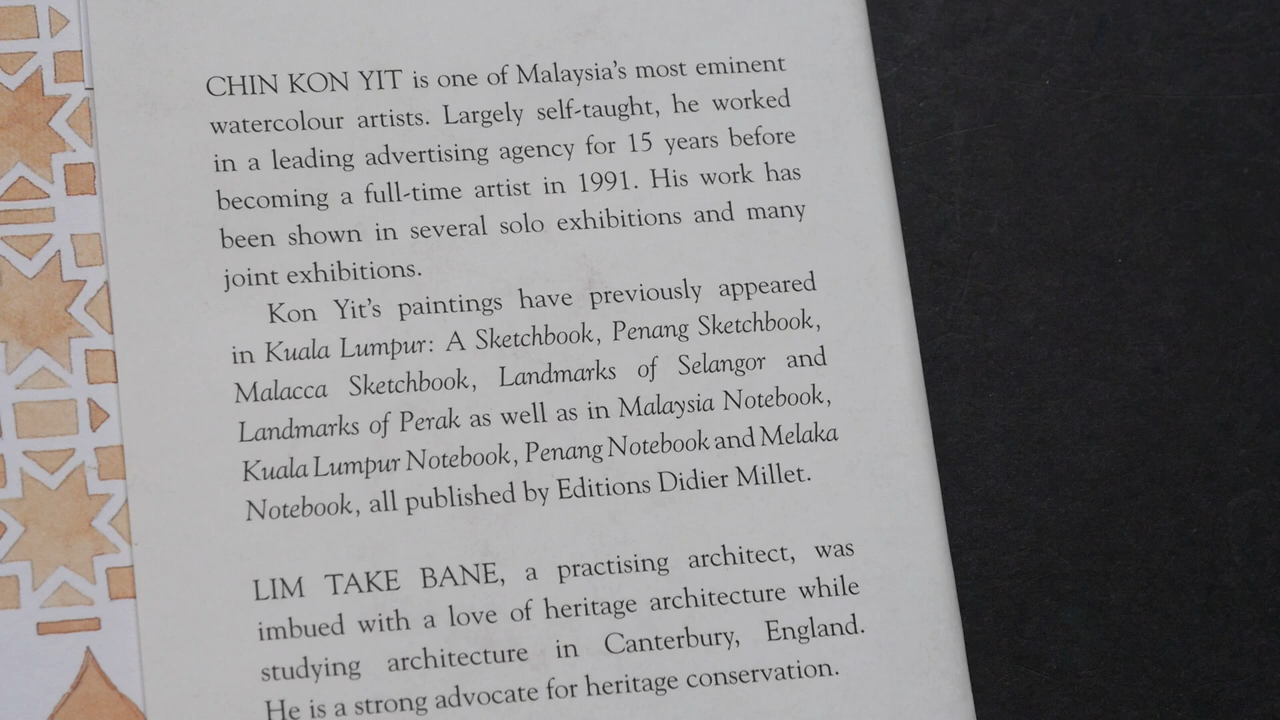 CHIN KON YIT is one of Malaysia's most eminent
watercolour artists. Largely self-taught, he worked
in a leading advertising agency for 15 years before
becoming a full-time artist in 1991. His work has
been shown in several solo exhibitions and many
joint exhibitions.
Kon Yit's paintings have previously appeared
in Kuala Lumpur: A Sketchbook, Penang Sketchbook,
Malacca Sketchbook, Landmarks of Selangor and
Landmarks of Perak as well as in Malaysia Notebook,
Kuala Lumpur Notebook, Penang Notebook and Melaka
Notebook, all published by Editions Didier Millet.
LIM TAKE BANE, a practising architect, was
imbued with a love of heritage architecture while
studying architecture in Canterbury, England.
He is a strong advocate for heritage conservation.